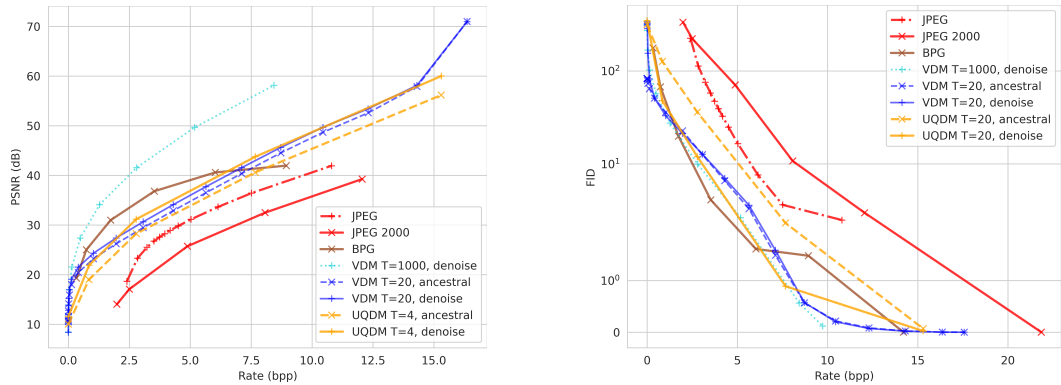 70
60
50
40
30
20
10
PSNR (dB)
0.0 2.5 5.0 7.5 10.0 12.5 15.0
Rate (bpp)
JPEG
JPEG 2000
BPG
VDM T=1000, denoise
VDM T=20, ancestral
VDM T=20, denoise
UQDM T=4, ancestral
UQDM T=4, denoise
10²
10¹
10⁰
0
FID
0 5 10 15 20
Rate (bpp)
JPEG
JPEG 2000
BPG
VDM T=1000, denoise
VDM T=20, ancestral
VDM T=20, denoise
UQDM T=20, ancestral
UQDM T=20, denoise